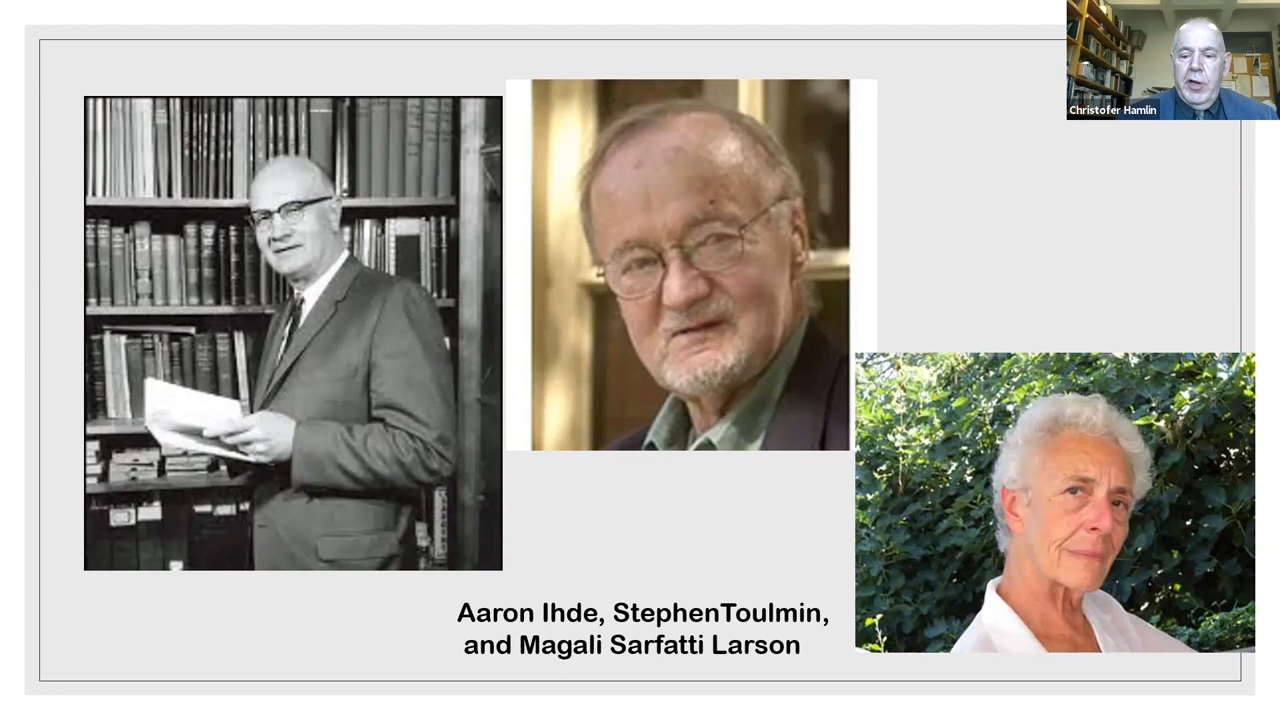 Christofer Hamlin
Aaron Ihde, StephenToulmin,
and Magali Sarfatti Larson